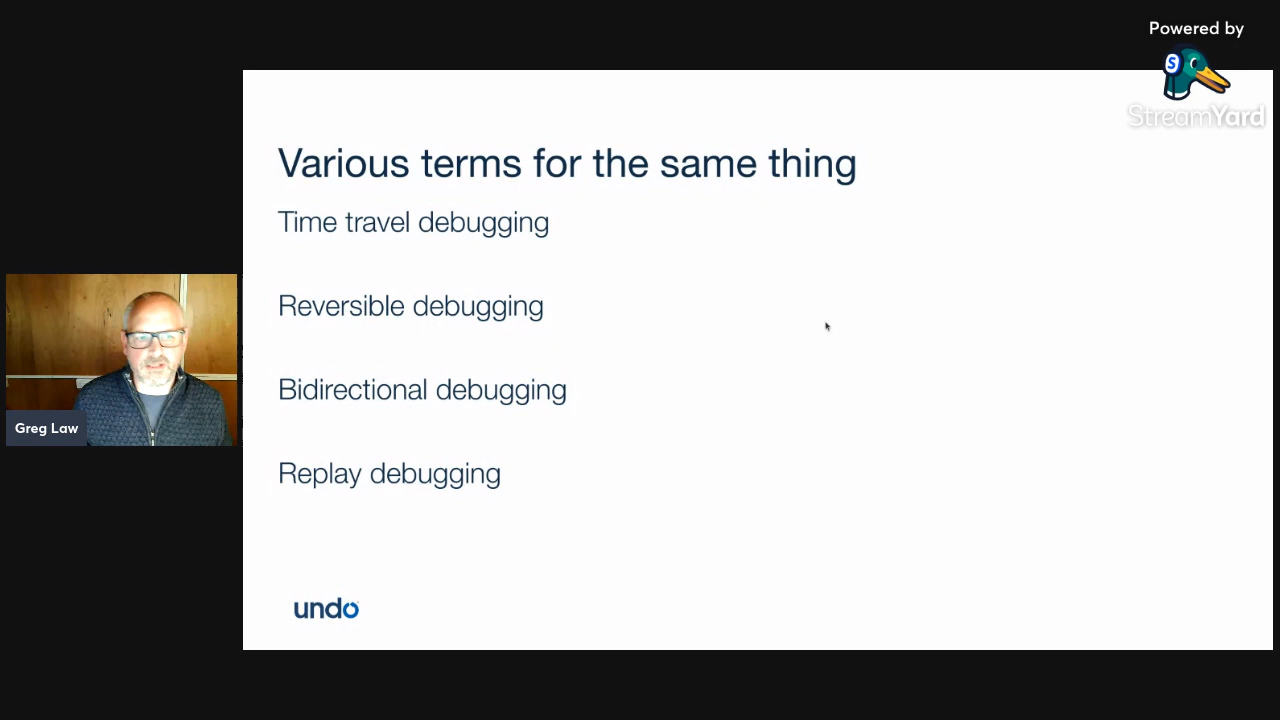 Powered by
S
StreamYard
Various terms for the same thing
Time travel debugging
Reversible debugging
Bidirectional debugging
Replay debugging
Greg Law
undo